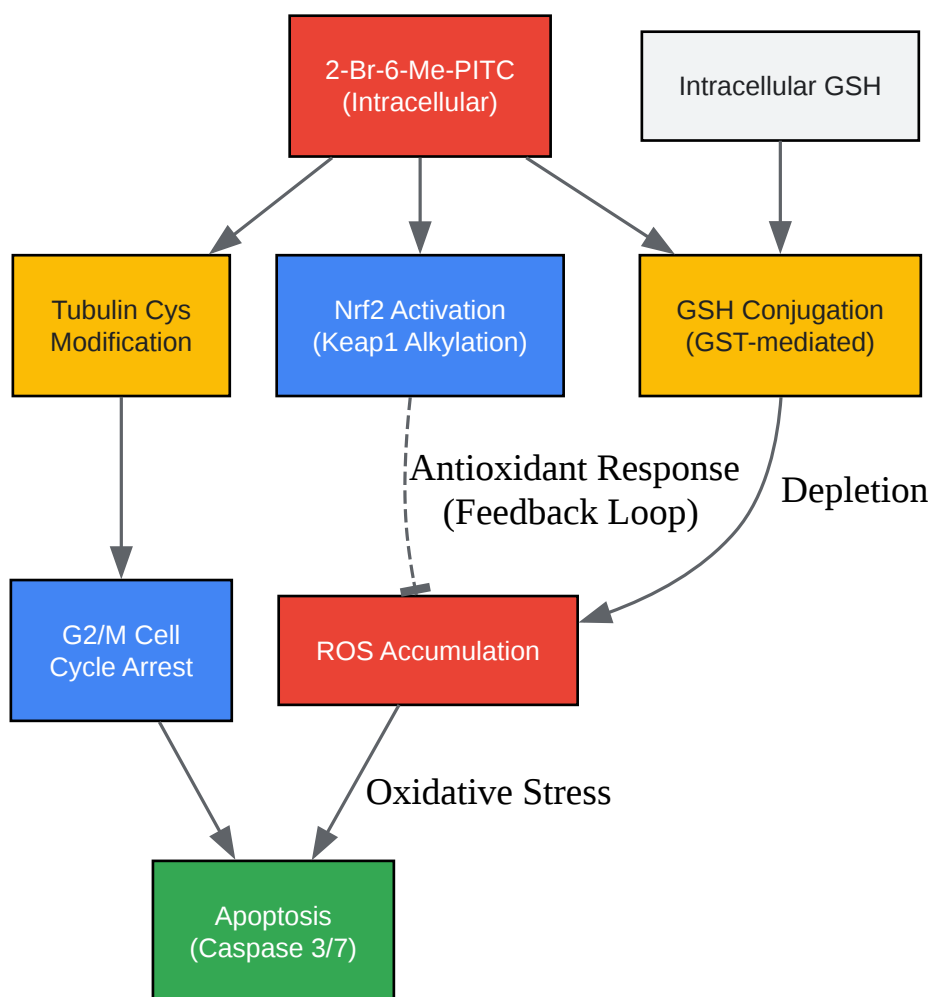 2-Br-6-Me-PITC
(Intracellular)
Intracellular GSH
Tubulin Cys
Modification
Nrf2 Activation
(Keap1 Alkylation)
GSH Conjugation
(GST-mediated)
Antioxidant Response
(Feedback Loop)
Depletion
G2/M Cell
Cycle Arrest
ROS Accumulation
Oxidative Stress
Apoptosis
(Caspase 3/7)